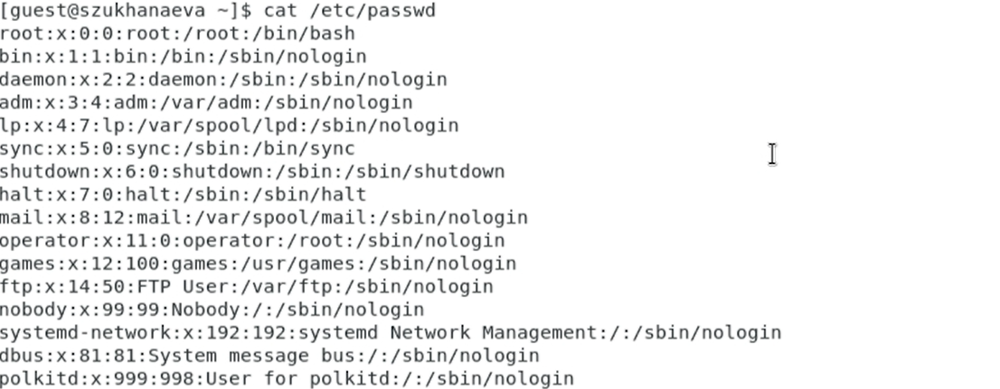 [guest@szukhanaeva ~]$ cat /etc/passwd
root:x:0:0:root:/root:/bin/bash
bin:x:1:1:bin:/bin:/sbin/nologin
daemon:x:2:2:daemon:/sbin:/sbin/nologin
adm:x:3:4:adm:/var/adm:/sbin/nologin
lp:x:4:7:lp:/var/spool/lpd:/sbin/nologin
sync:x:5:0:sync:/sbin:/bin/sync
shutdown:x:6:0:shutdown:/sbin:/sbin/shutdown
halt:x:7:0:halt:/sbin:/sbin/halt
mail:x:8:12:mail:/var/spool/mail:/sbin/nologin
operator:x:11:0:operator:/root:/sbin/nologin
games:x:12:100:games:/usr/games:/sbin/nologin
ftp:x:14:50:FTP User:/var/ftp:/sbin/nologin
nobody:x:99:99:Nobody:/:/sbin/nologin
systemd-network:x:192:192:systemd Network Management:/:/sbin/nologin
dbus:x:81:81:System message bus:/:/sbin/nologin
polkitd:x:999:998:User for polkitd:/:/sbin/nologin